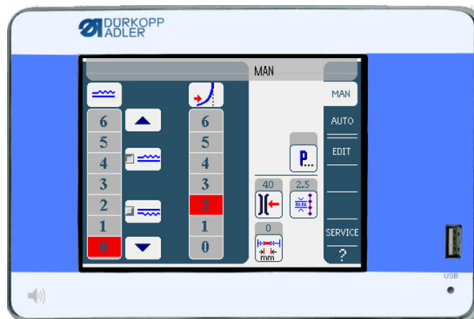 DÜRKOPP
ADLER
MAN
MAN
6 6 AUTO
5 5
4 4 EDIT
P...
3 3 40 2.5
2 2
1 1 0 SERVICE
0 0 mm ?
USB